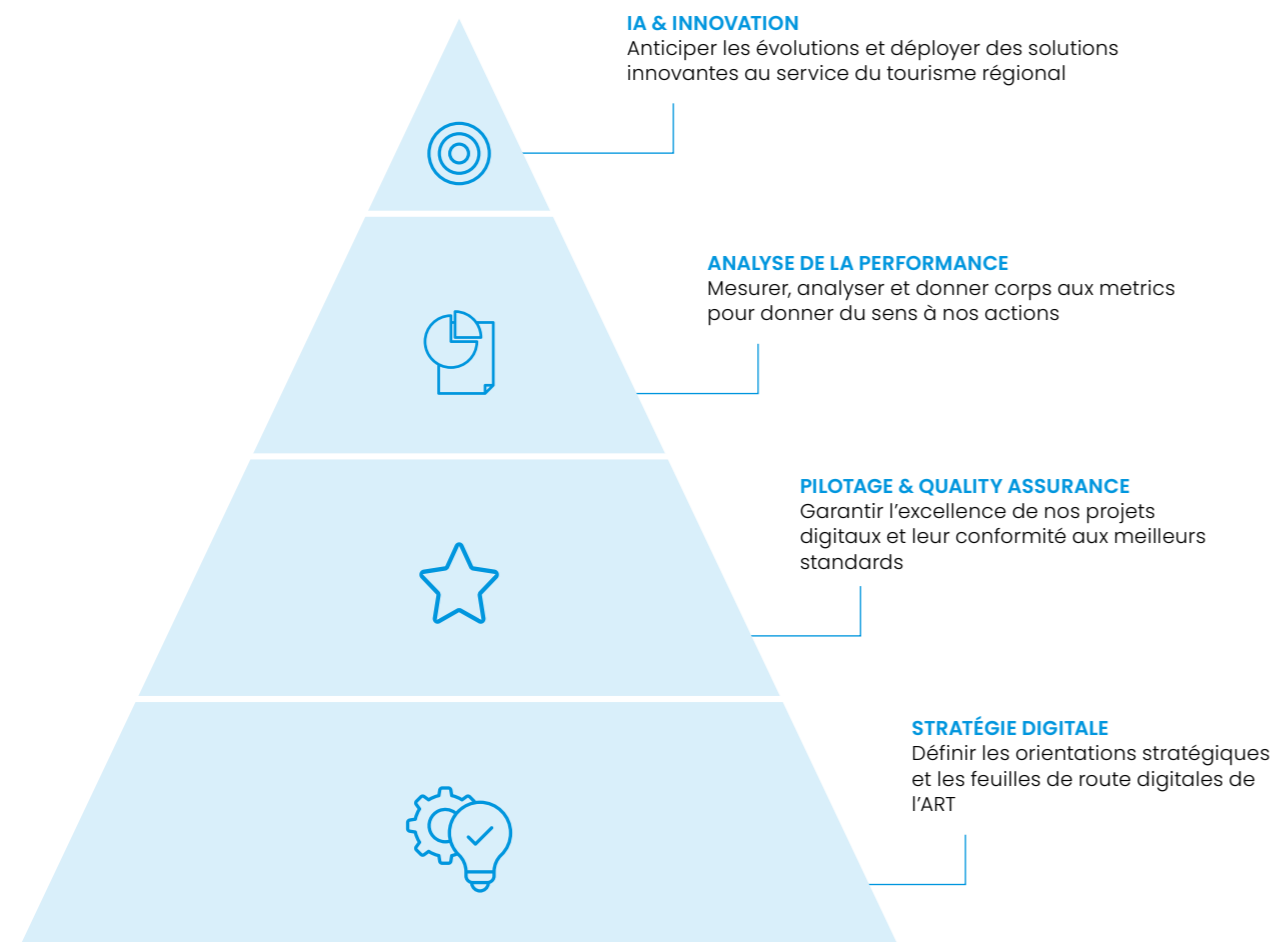 IA & INNOVATION
Anticiper les évolutions et déployer des solutions
innovantes au service du tourisme régional
ANALYSE DE LA PERFORMANCE
Mesurer, analyser et donner corps aux metrics
pour donner du sens à nos actions
PILOTAGE & QUALITY ASSURANCE
Garantir l’excellence de nos projets
digitaux et leur conformité aux meilleurs
standards
STRATÉGIE DIGITALE
Définir les orientations stratégiques
et les feuilles de route digitales de
l’ART